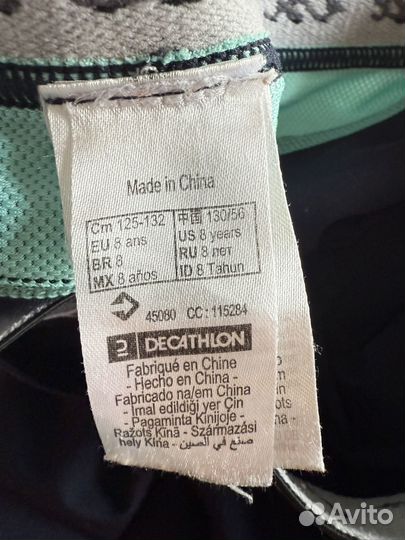 Made in China
Cm 125-132 中国 130/56
EU 8 ans US 8 years
BR 8 RU 8 лет
MX 8 años ID 8 Tahun
45080 CC : 115284
DECATHLON
Fabriqué en Chine
- Hecho en China -
Fabricado na/em China
- Imal edildiği yer Çin
- Pagaminta Kinijoje -
Ražots Ķīnā - Származási
hely Kína - صنع في الصين
Avito